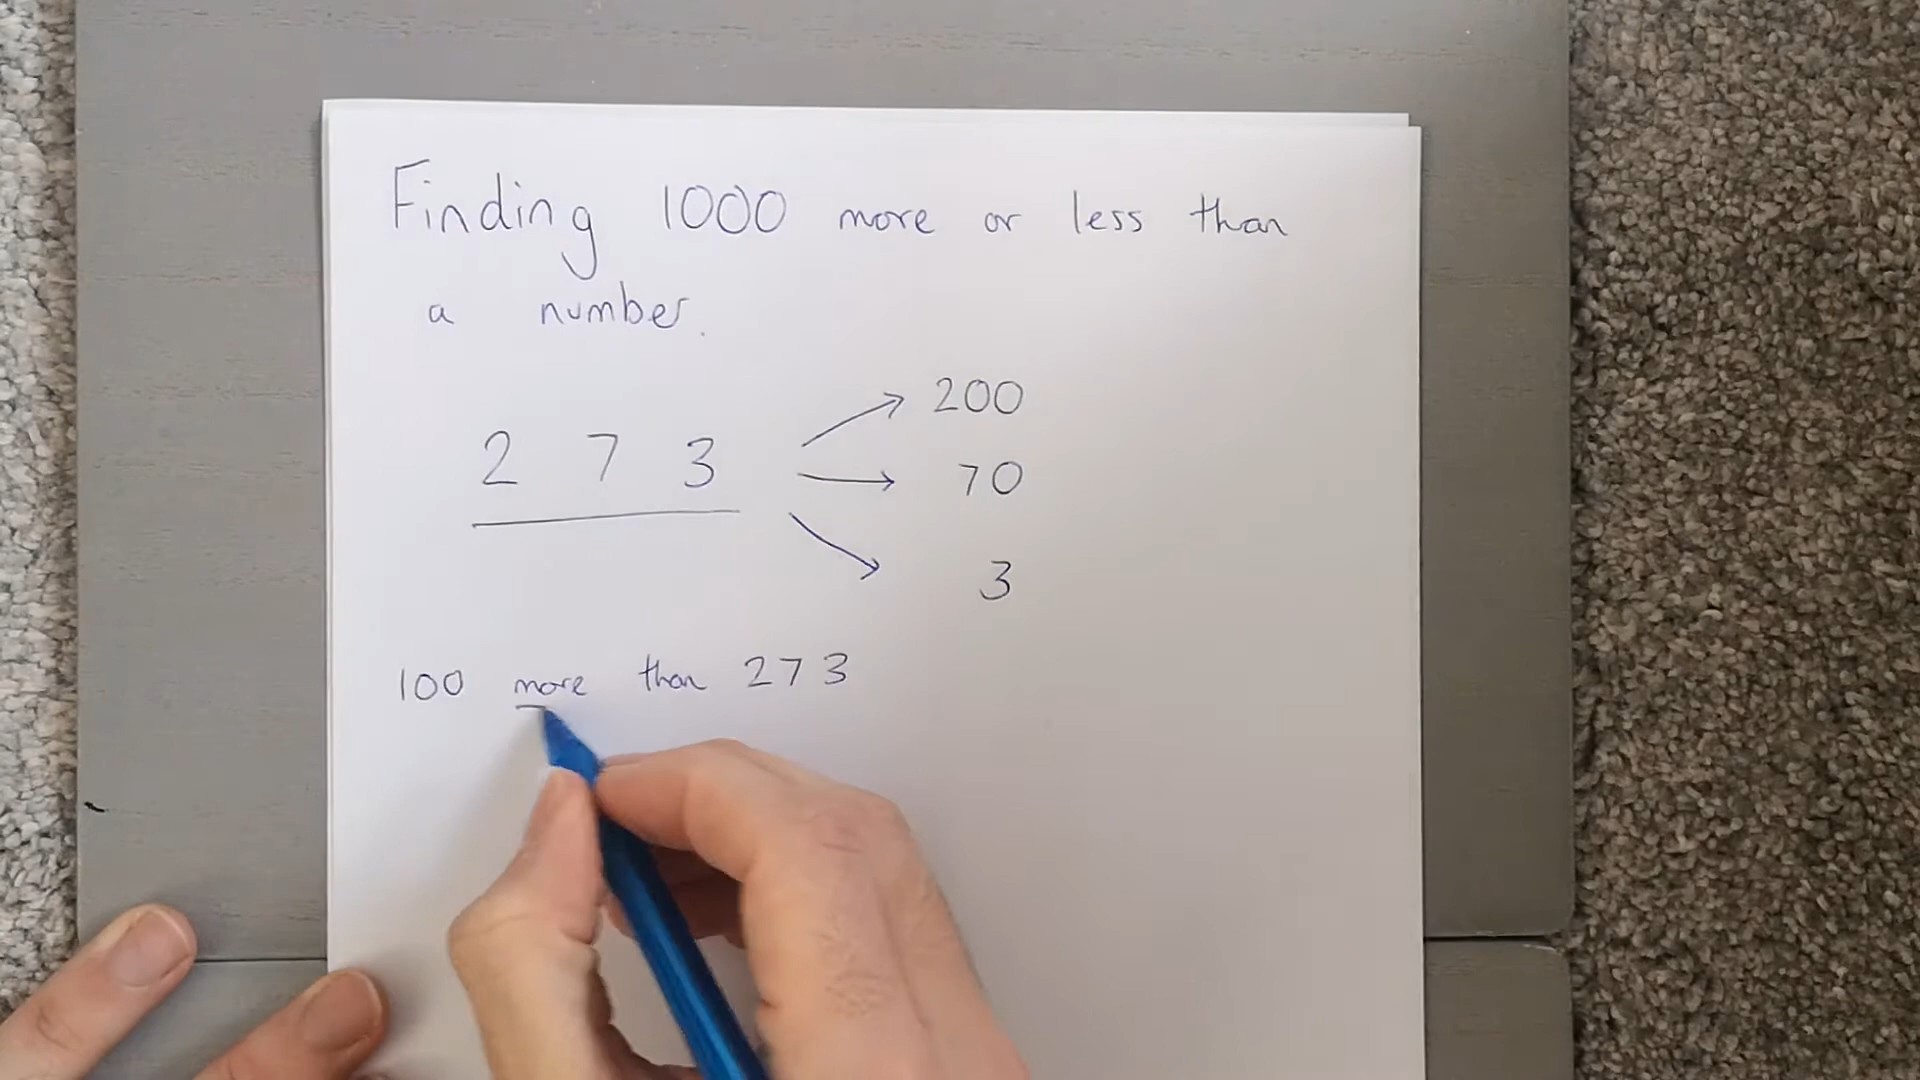 Finding 1000 more or less than
a number.
2 7 3
200
70
3
100 more than 273